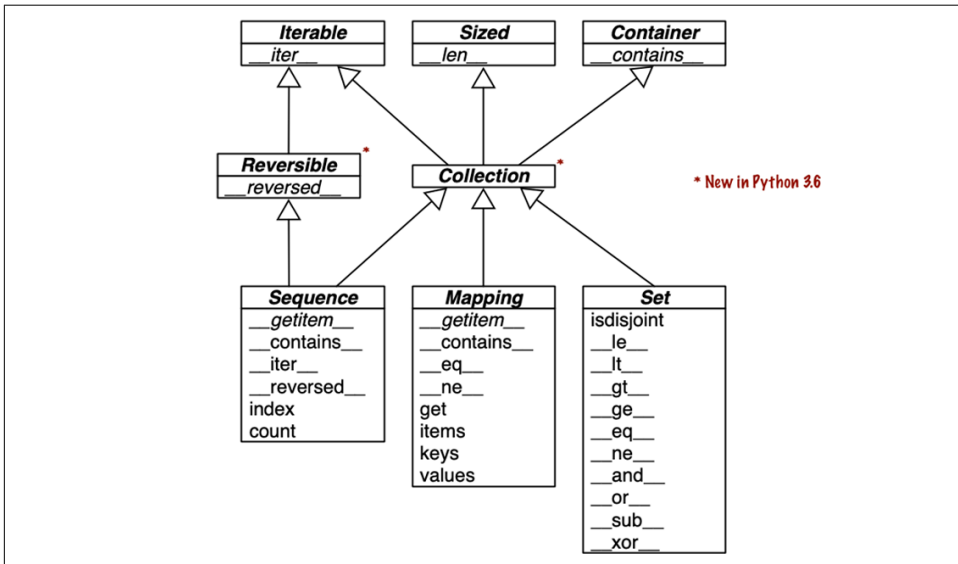 Iterable
__iter__
Sized
__len__
Container
__contains__
Reversible
*
__reversed__
Collection
*
* New in Python 3.6
Sequence
__getitem__
__contains__
__iter__
__reversed__
index
count
Mapping
__getitem__
__contains__
__eq__
__ne__
get
items
keys
values
Set
isdisjoint
__le__
__lt__
__gt__
__ge__
__eq__
__ne__
__and__
__or__
__sub__
__xor__